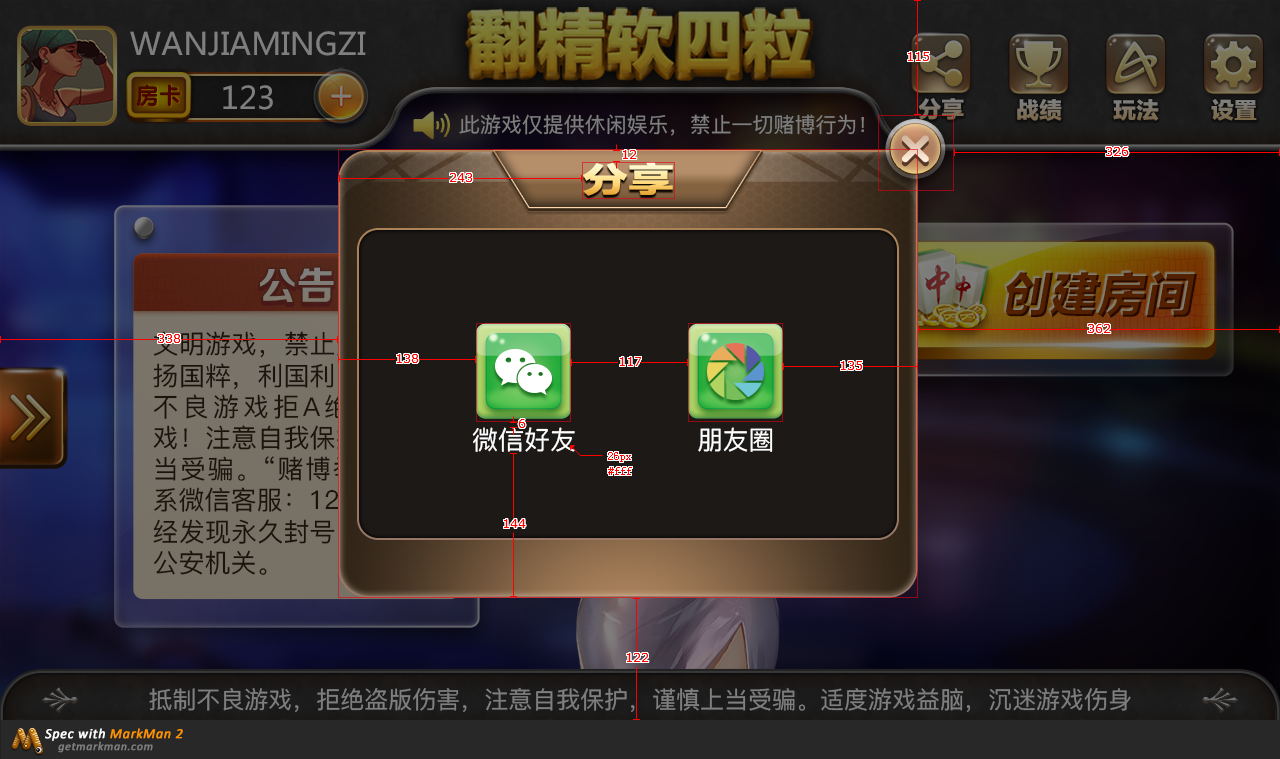 WANJIAMINGZI
翻精软四粒
房卡
123
115
分享
战绩
玩法
设置
此游戏仅提供休闲娱乐，禁止一切赌博行为！
12
326
243
分享
公告
创建房间
338
文明游戏，禁止
扬国粹，利国利
不良游戏拒A绝
戏！注意自我保
当受骗。“赌博
系微信客服：12
经发现永久封号
公安机关。
138
117
135
362
6
微信好友
朋友圈
26px
#ffffff
144
122
抵制不良游戏，拒绝盗版伤害，注意自我保护，谨慎上当受骗。适度游戏益脑，沉迷游戏伤身
Spec with MarkMan 2
getmarkman.com